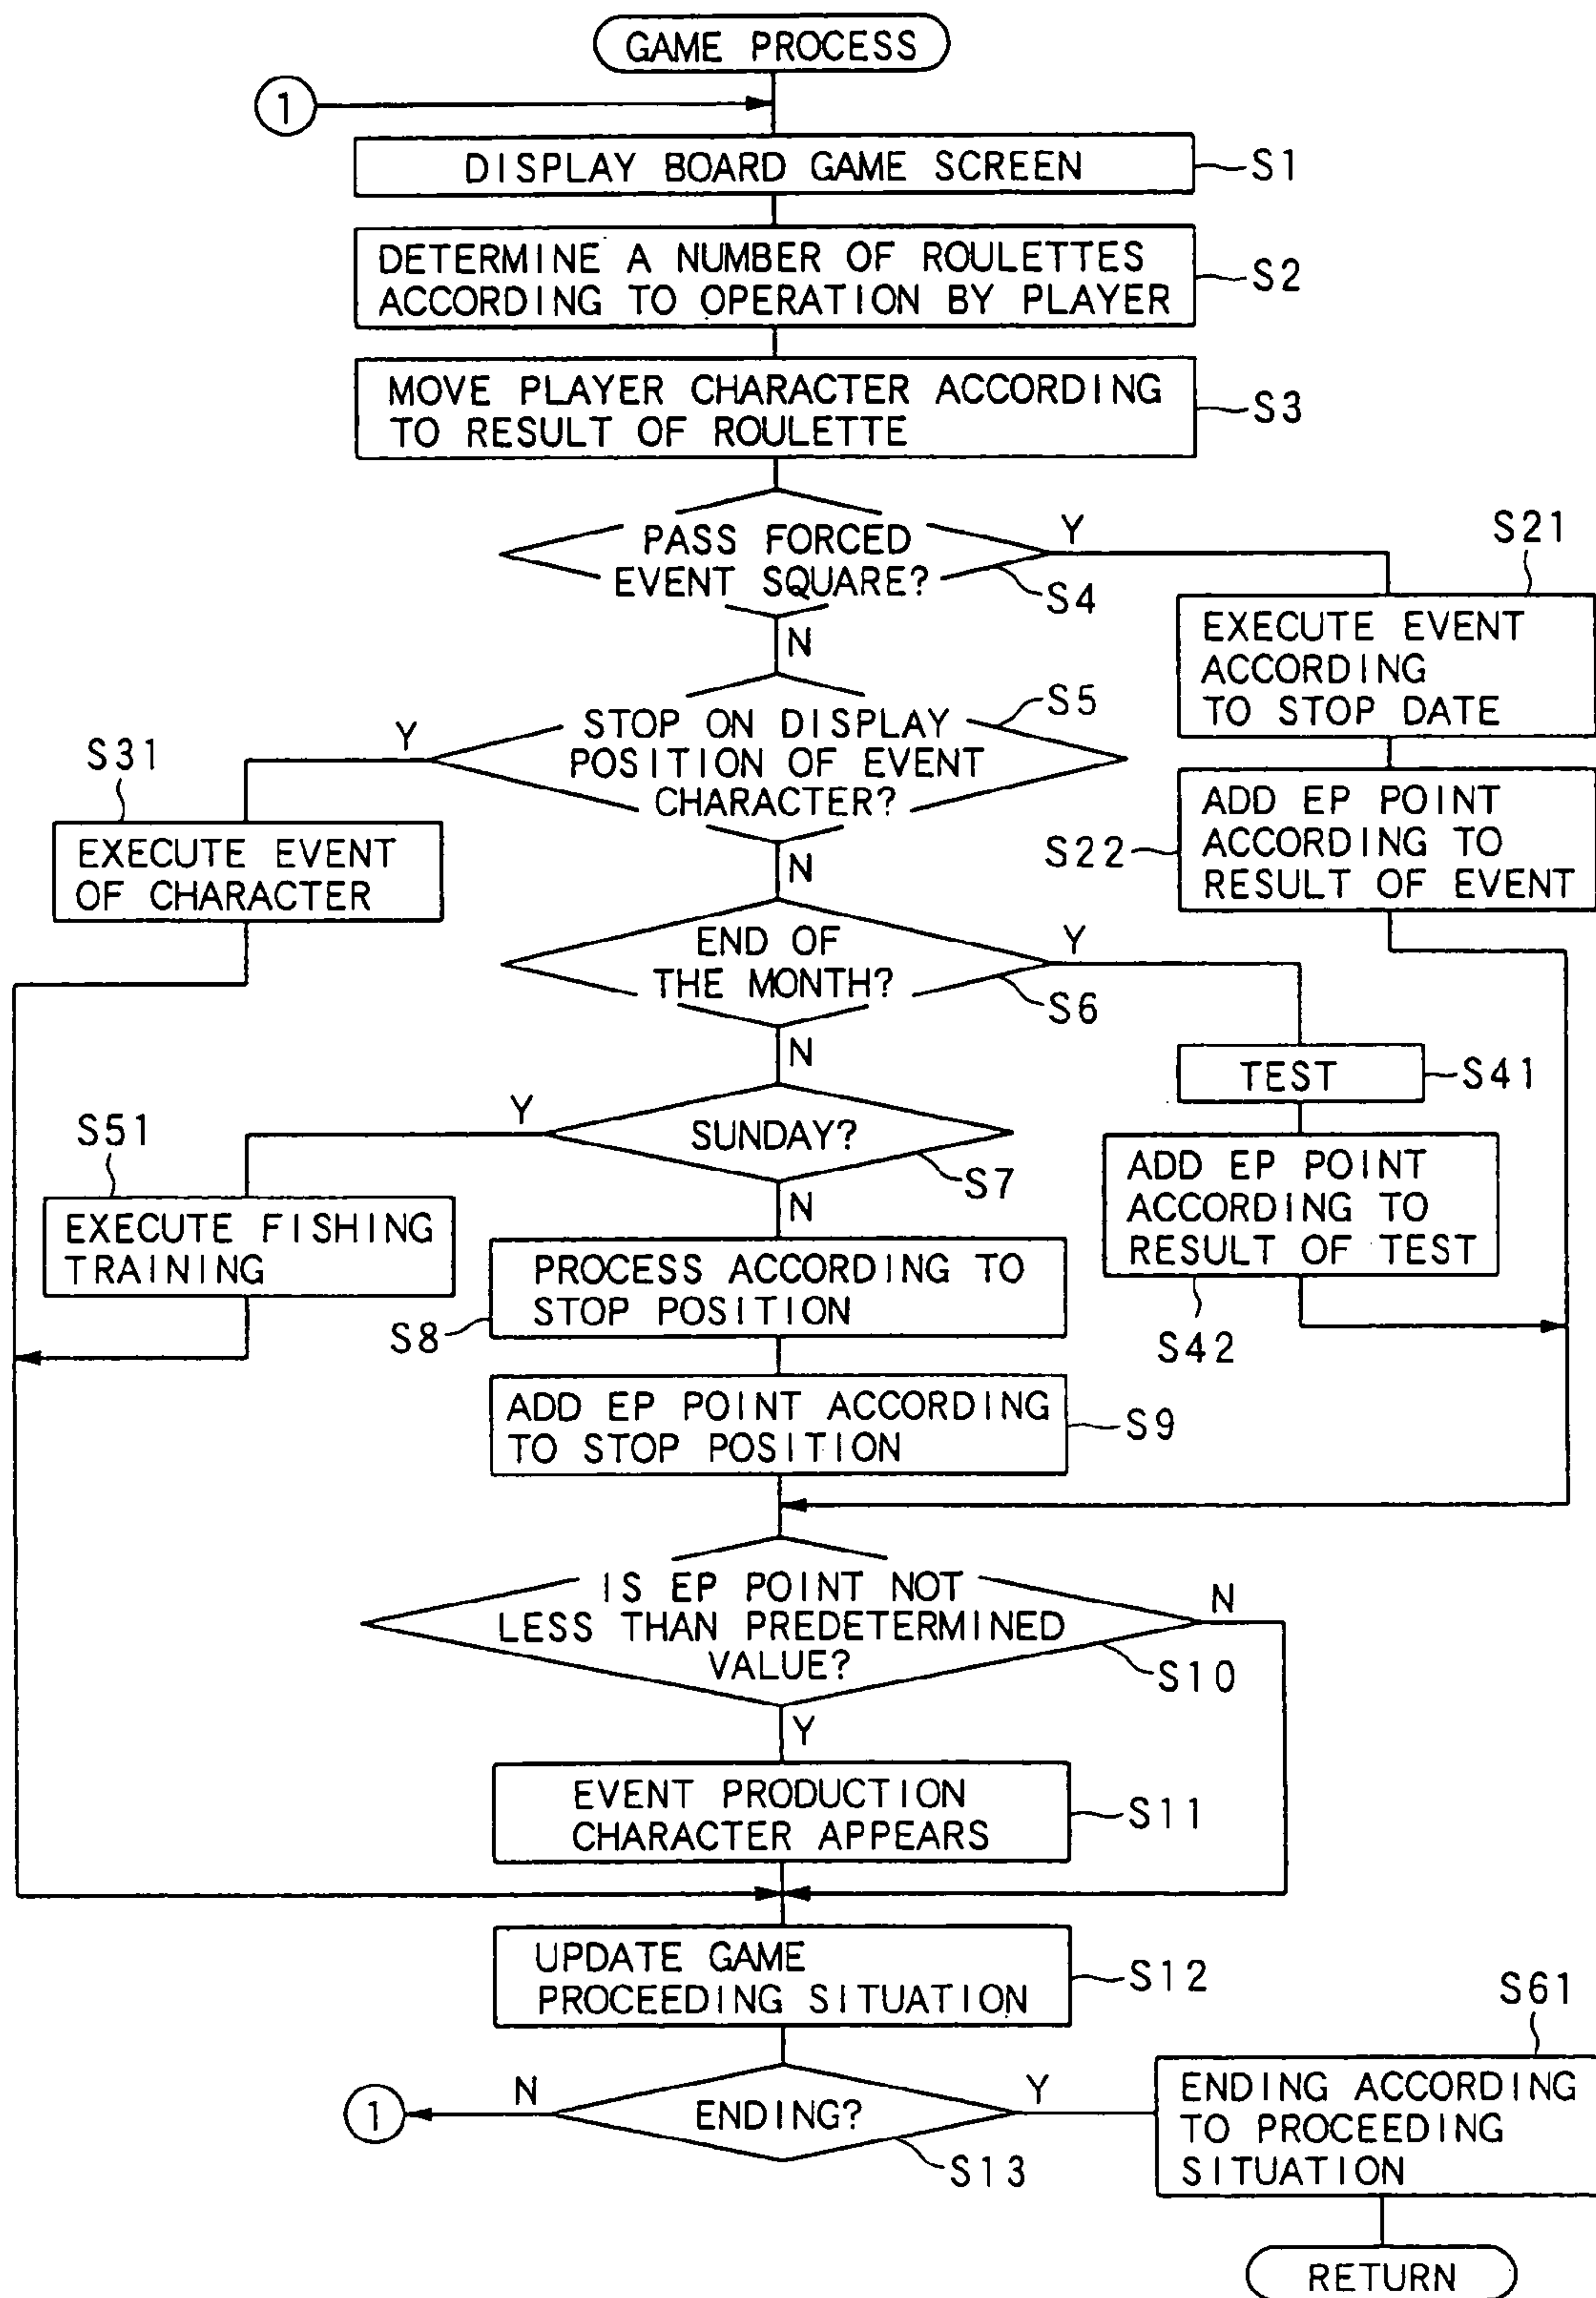 GAME PROCESS
1
DISPLAY BOARD GAME SCREEN
S1
DETERMINE A NUMBER OF ROULETTES
ACCORDING TO OPERATION BY PLAYER
S2
MOVE PLAYER CHARACTER ACCORDING
TO RESULT OF ROULETTE
S3
PASS FORCED
EVENT SQUARE?
Y
S4
N
S21
EXECUTE EVENT
ACCORDING
TO STOP DATE
S22
ADD EP POINT
ACCORDING TO
RESULT OF EVENT
STOP ON DISPLAY
POSITION OF EVENT
CHARACTER?
S5
Y
N
S31
EXECUTE EVENT
OF CHARACTER
END OF
THE MONTH?
Y
S6
N
TEST
S41
ADD EP POINT
ACCORDING TO
RESULT OF TEST
S42
SUNDAY?
Y
S7
N
S51
EXECUTE FISHING
TRAINING
PROCESS ACCORDING TO
STOP POSITION
S8
ADD EP POINT ACCORDING
TO STOP POSITION
S9
IS EP POINT NOT
LESS THAN PREDETERMINED
VALUE?
N
S10
Y
EVENT PRODUCTION
CHARACTER APPEARS
S11
UPDATE GAME
PROCEEDING SITUATION
S12
ENDING?
N
1
Y
S13
S61
ENDING ACCORDING
TO PROCEEDING
SITUATION
RETURN